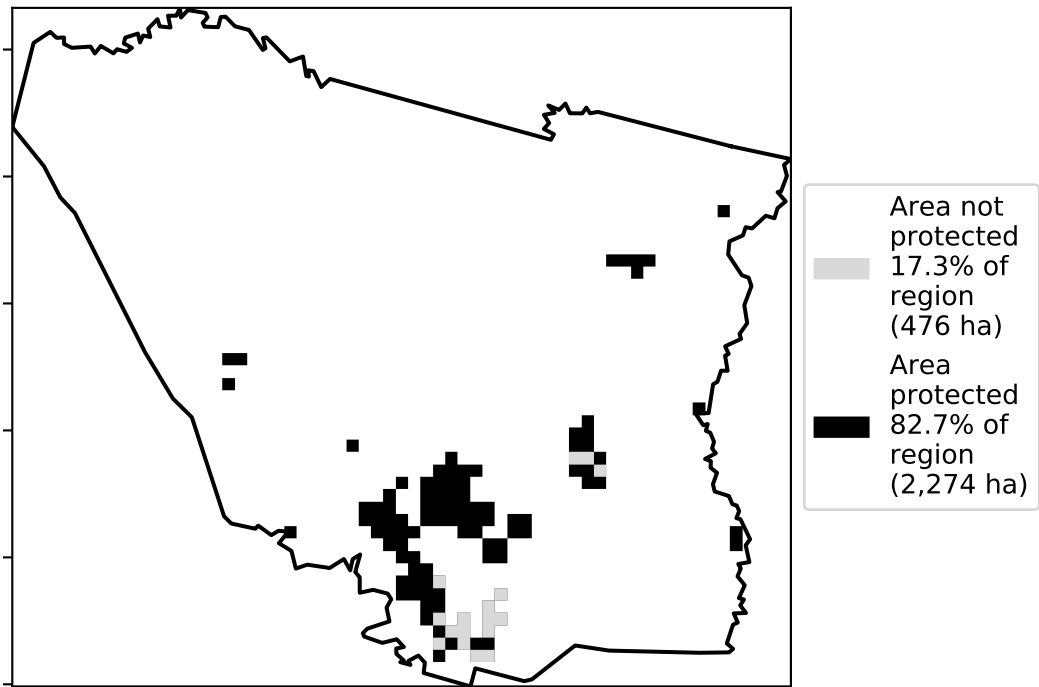 Area not
protected
17.3% of
region
(476 ha)
Area
protected
82.7% of
region
(2,274 ha)